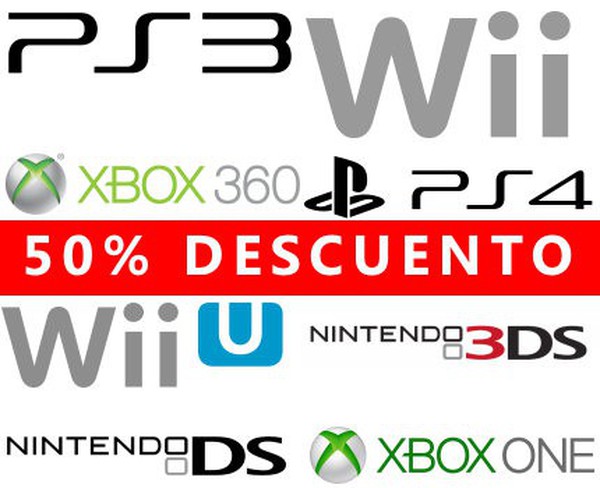 PS3 Wii
XBOX 360 PS4
50% DESCUENTO
Wii U NINTENDO 3DS
NINTENDO DS XBOX ONE